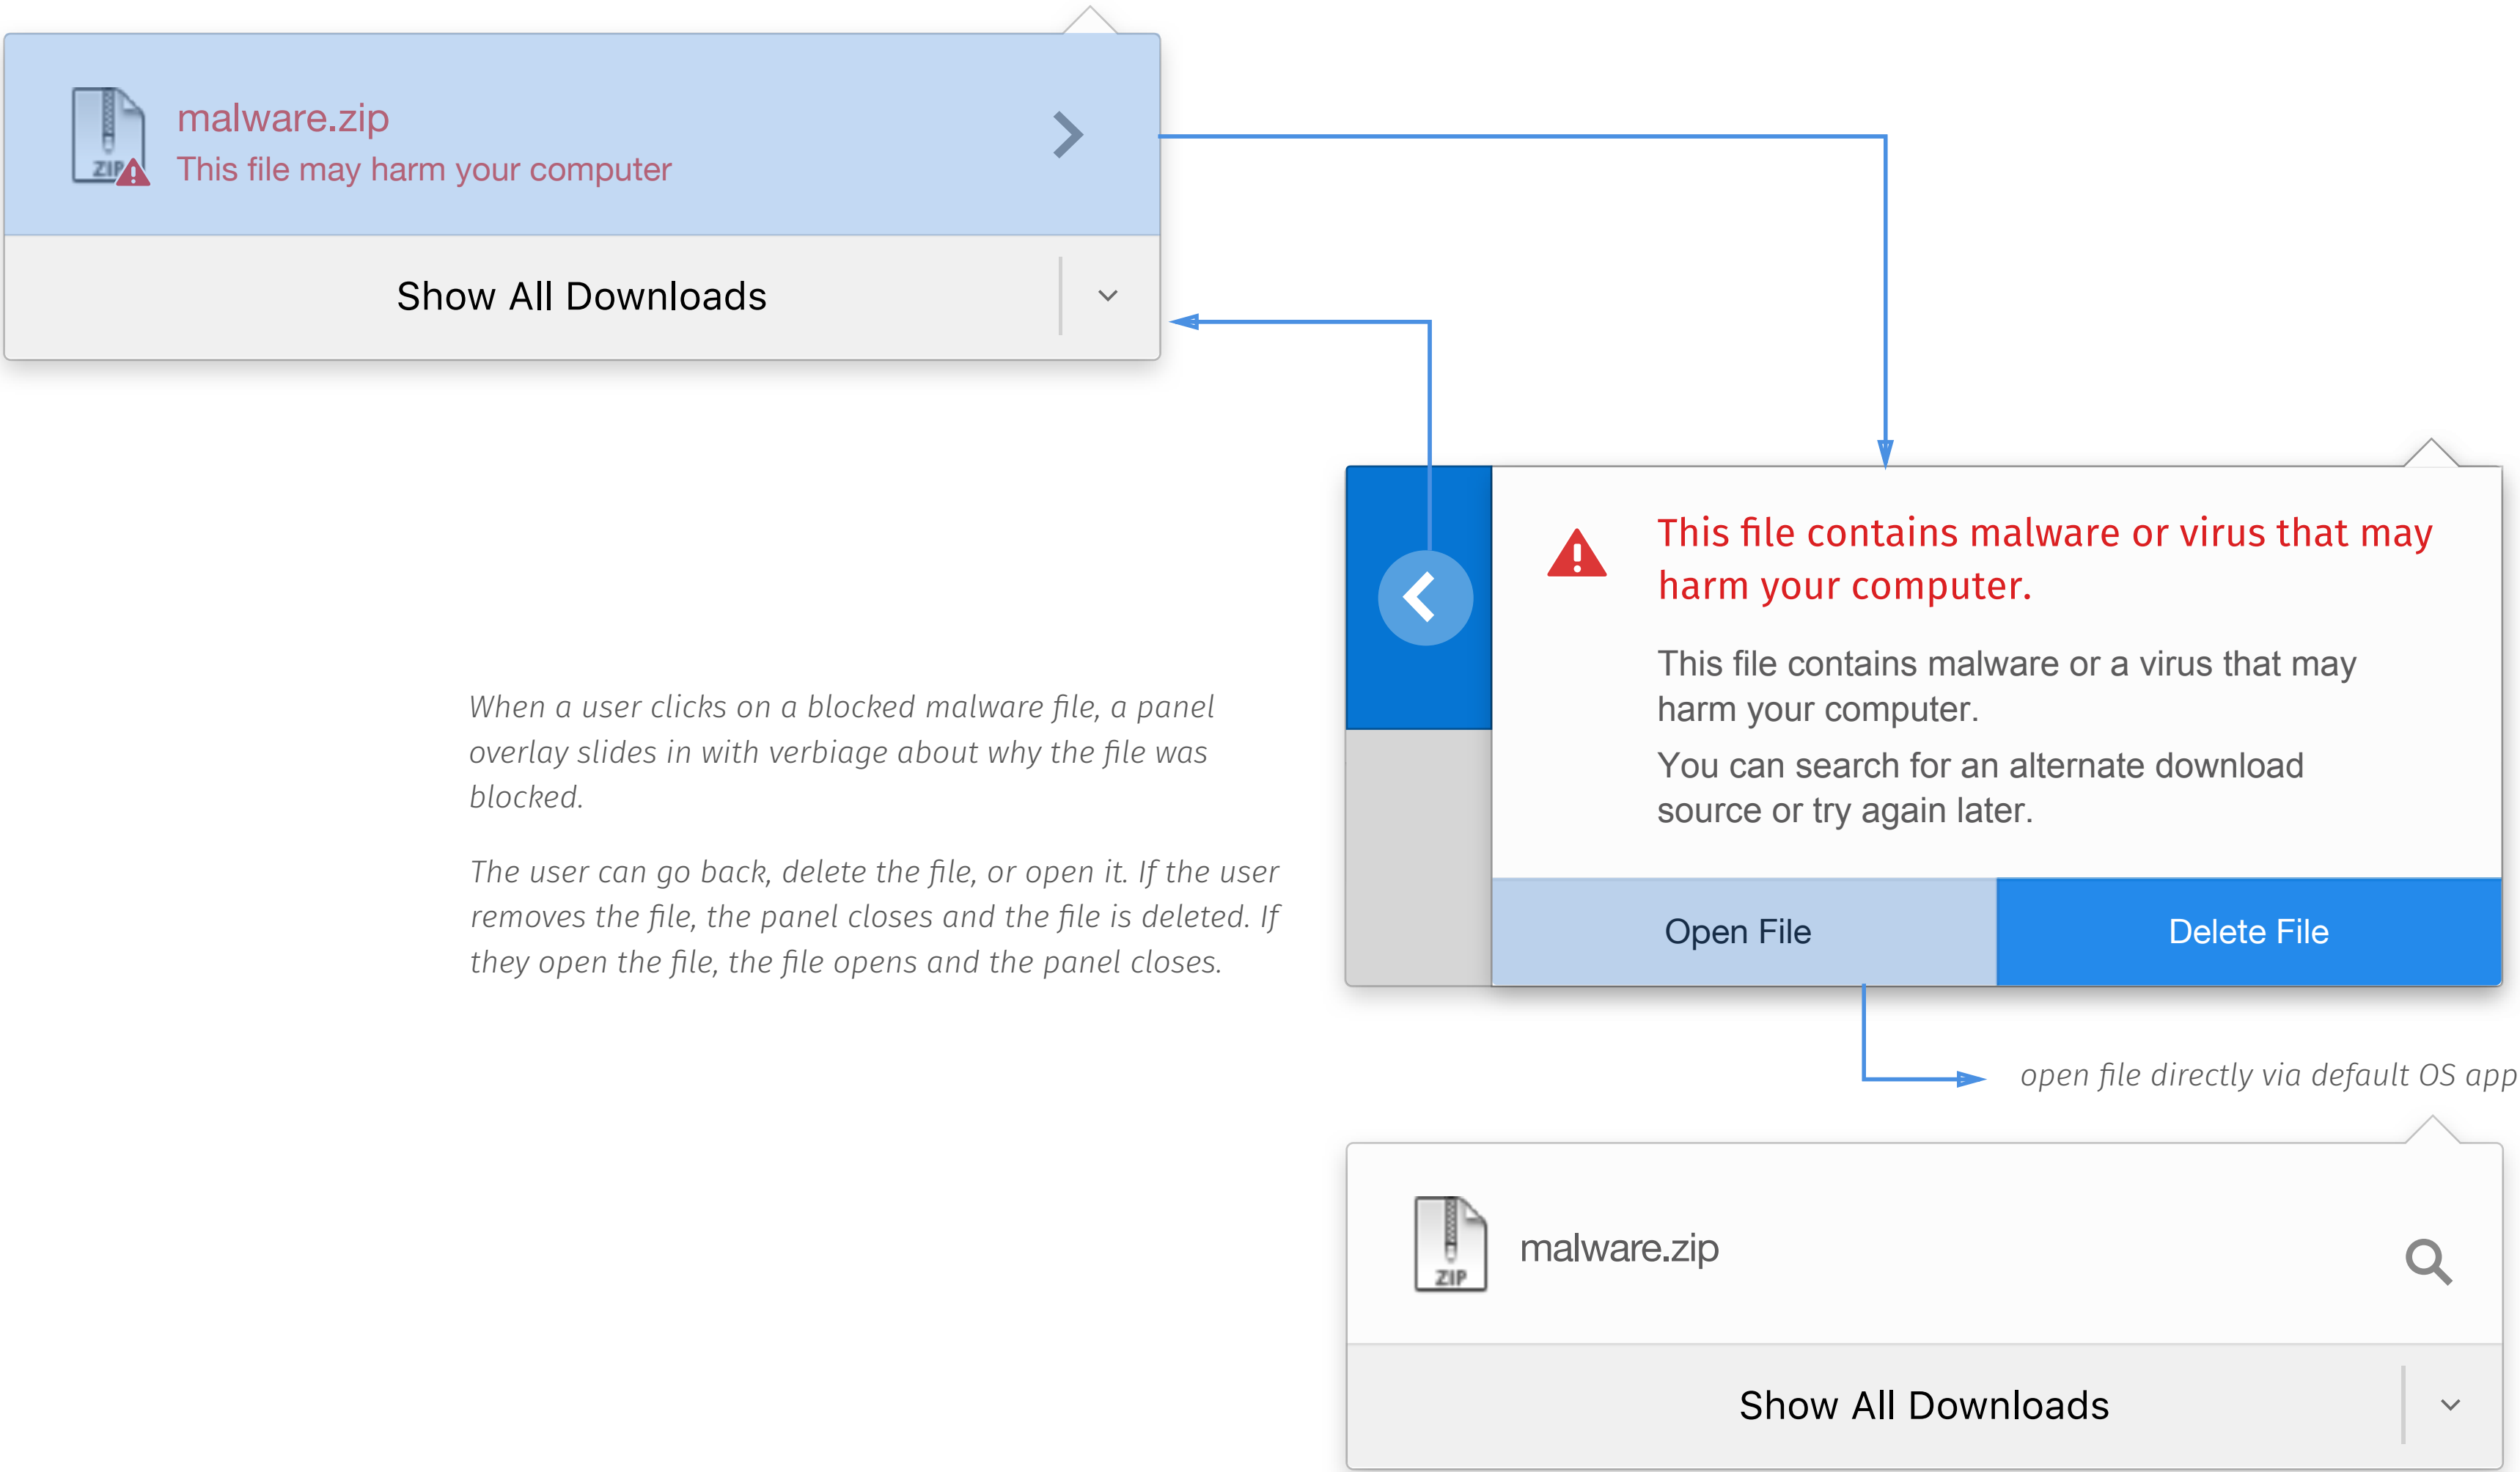 malware.zip
ZIP
This file may harm your computer
Show All Downloads
This file contains malware or virus that may
harm your computer.
This file contains malware or a virus that may
harm your computer.
You can search for an alternate download
source or try again later.
Open File
Delete File
When a user clicks on a blocked malware file, a panel
overlay slides in with verbiage about why the file was
blocked.
The user can go back, delete the file, or open it. If the user
removes the file, the panel closes and the file is deleted. If
they open the file, the file opens and the panel closes.
open file directly via default OS app
malware.zip
ZIP
Show All Downloads